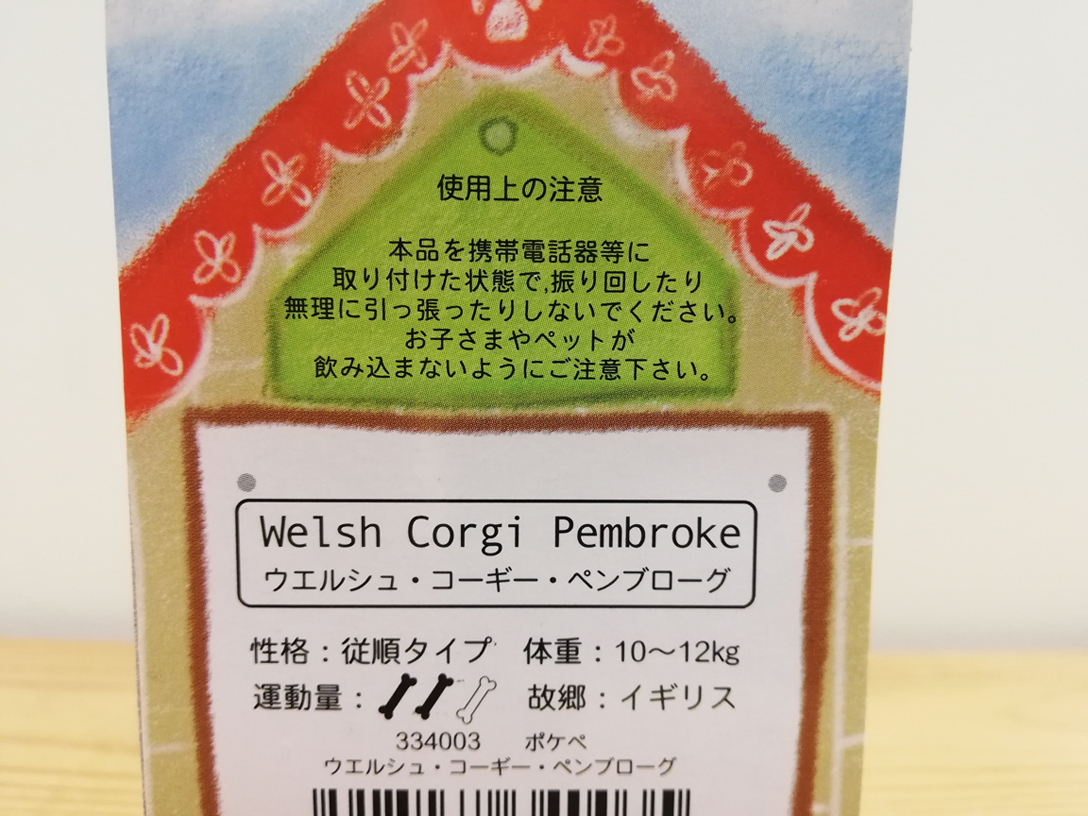 使用上の注意
本品を携帯電話器等に
取り付けた状態で,振り回したり
無理に引っ張ったりしないでください。
お子さまやペットが
飲み込まないようにご注意下さい。
Welsh Corgi Pembroke
ウエルシュ・コーギー・ペンブローグ
性格：従順タイプ 体重：10〜12kg
運動量： 故郷：イギリス
334003 ポケペ
ウエルシュ・コーギー・ペンブローグ